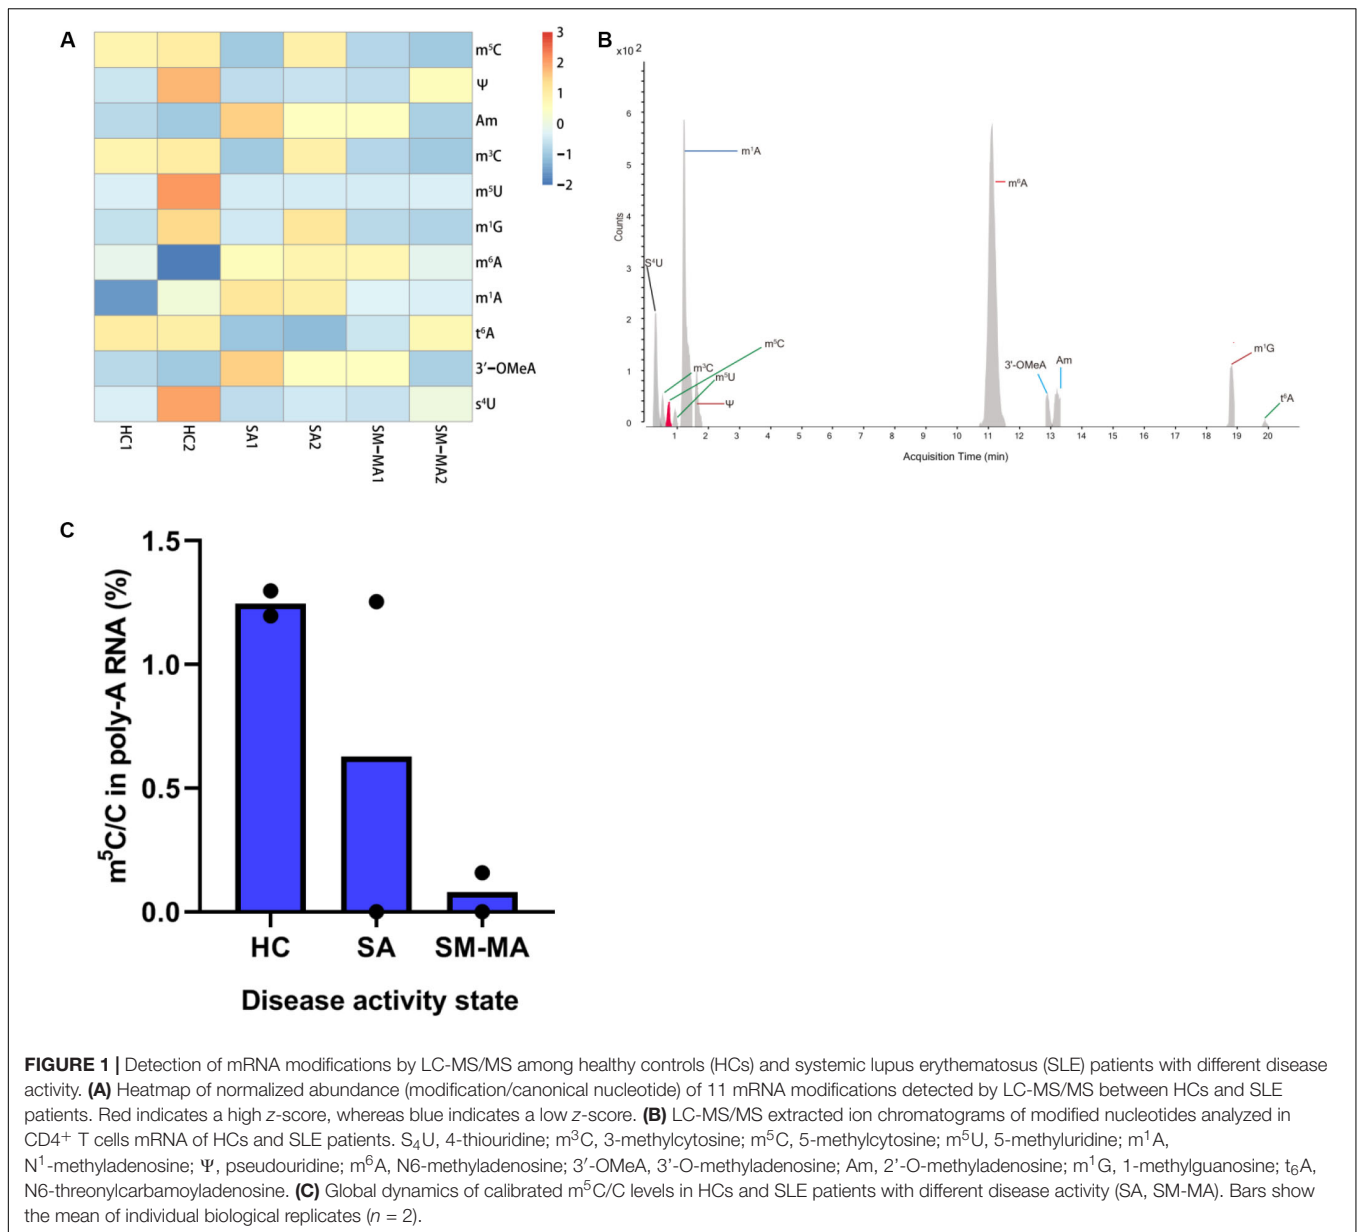 A
m⁵C
Ψ
Am
m³C
m⁵U
m¹G
m⁶A
m¹A
t⁶A
3′−OMeA
s⁴U
HC1
HC2
SA1
SA2
SM−MA1
SM−MA2
3
2
1
0
−1
−2
B
x10 2
Counts
6
5
4
3
2
1
0
S⁴U
m¹A
m³C
m⁵C
m⁵U
Ψ
m⁶A
3'-OMeA
Am
m¹G
t⁶A
1 2 3 4 5 6 7 8 9 10 11 12 13 14 15 16 17 18 19 20
Acquisition Time (min)
C
m⁵C/C in poly-A RNA (%)
1.5
1.0
0.5
0.0
HC SA SM-MA
Disease activity state
FIGURE 1 | Detection of mRNA modifications by LC-MS/MS among healthy controls (HCs) and systemic lupus erythematosus (SLE) patients with different disease
activity. (A) Heatmap of normalized abundance (modification/canonical nucleotide) of 11 mRNA modifications detected by LC-MS/MS between HCs and SLE
patients. Red indicates a high z-score, whereas blue indicates a low z-score. (B) LC-MS/MS extracted ion chromatograms of modified nucleotides analyzed in
CD4⁺ T cells mRNA of HCs and SLE patients. S₄U, 4-thiouridine; m³C, 3-methylcytosine; m⁵C, 5-methylcytosine; m⁵U, 5-methyluridine; m¹A,
N¹-methyladenosine; Ψ, pseudouridine; m⁶A, N6-methyladenosine; 3′-OMeA, 3'-O-methyladenosine; Am, 2'-O-methyladenosine; m¹G, 1-methylguanosine; t₆A,
N6-threonylcarbamoyladenosine. (C) Global dynamics of calibrated m⁵C/C levels in HCs and SLE patients with different disease activity (SA, SM-MA). Bars show
the mean of individual biological replicates (n = 2).